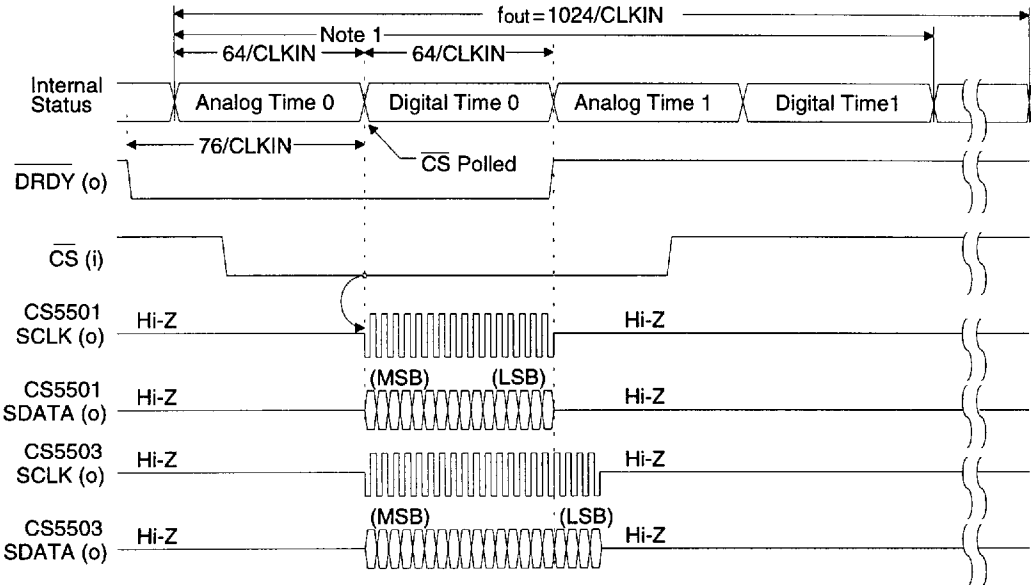 fout=1024/CLKIN
Note 1
64/CLKIN 64/CLKIN
Internal
Status
Analog Time 0 Digital Time 0 Analog Time 1 Digital Time1
76/CLKIN
CS Polled
DRDY (o)
CS (i)
CS5501
SCLK (o)
Hi-Z Hi-Z
(MSB) (LSB)
CS5501
SDATA (o)
Hi-Z Hi-Z
CS5503
SCLK (o)
Hi-Z Hi-Z
(MSB) (LSB)
CS5503
SDATA (o)
Hi-Z Hi-Z